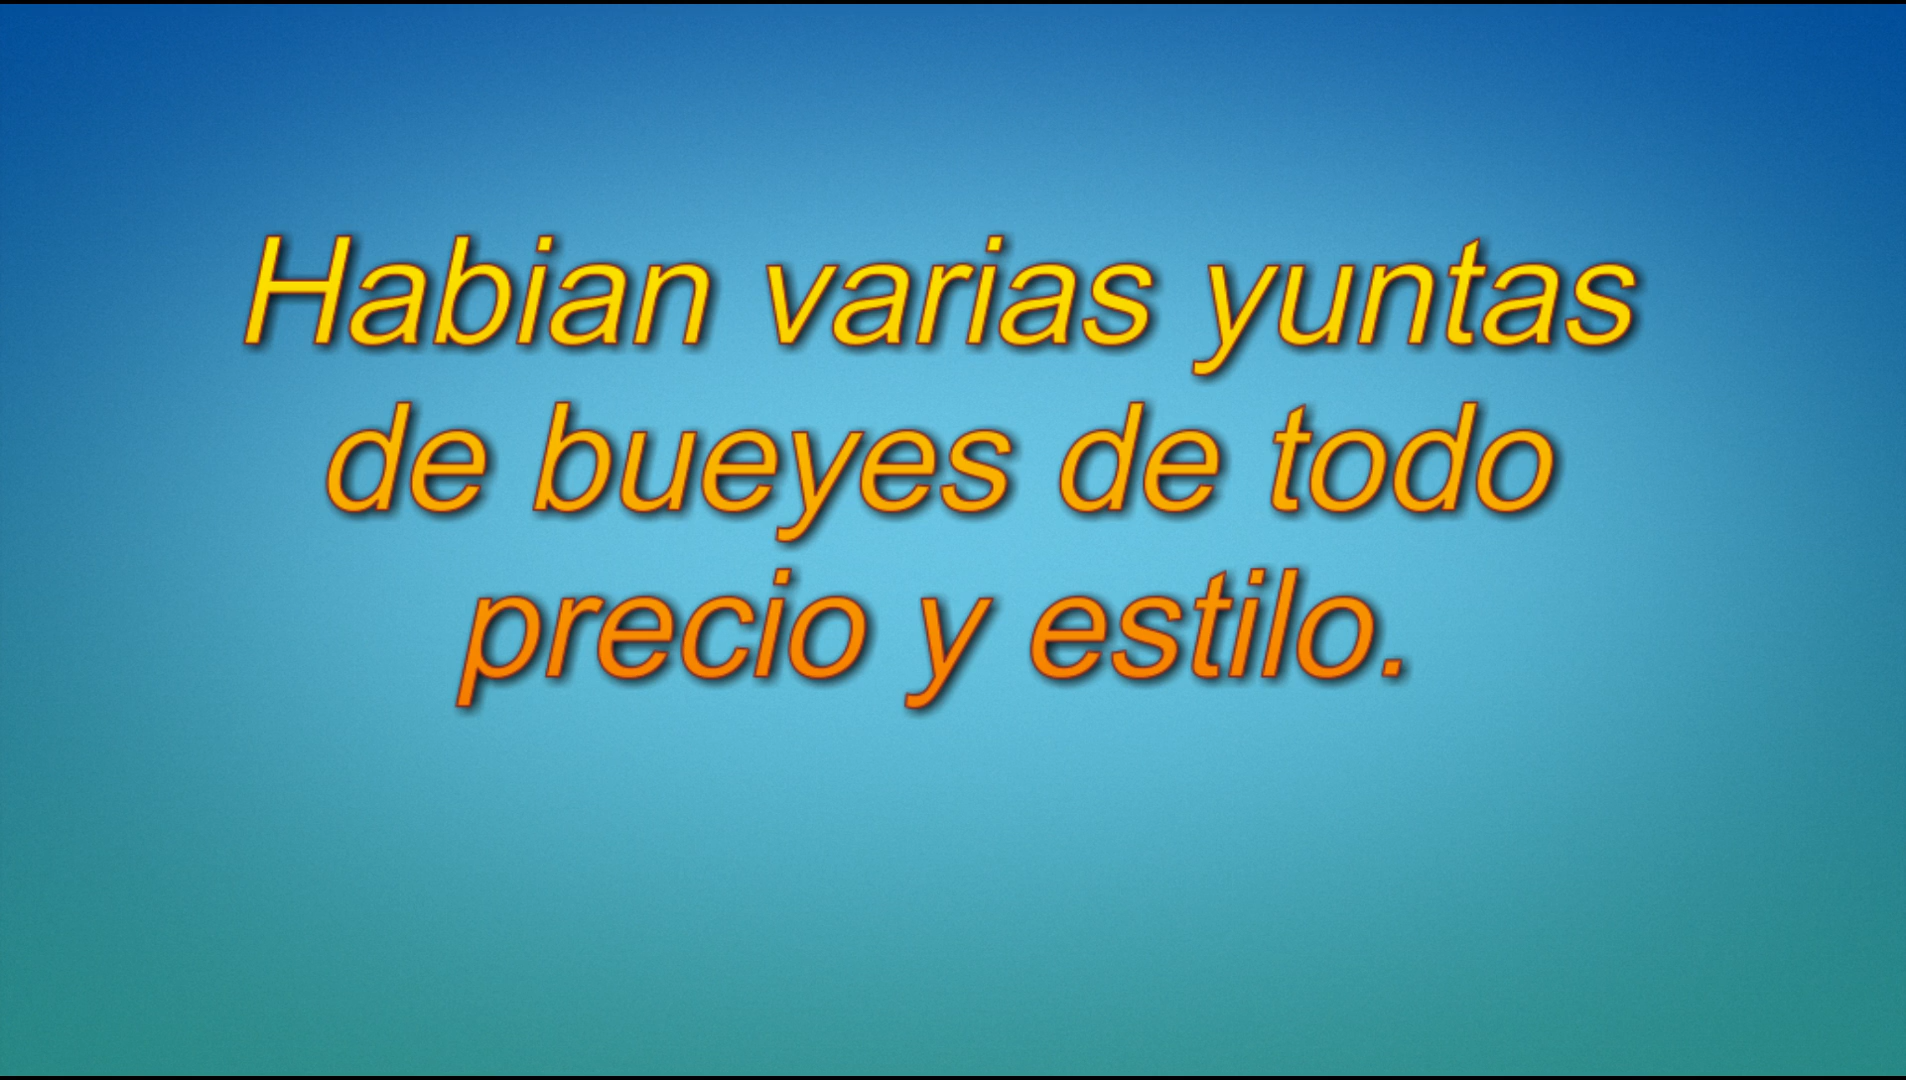 Habian varias yuntas
de bueyes de todo
precio y estilo.